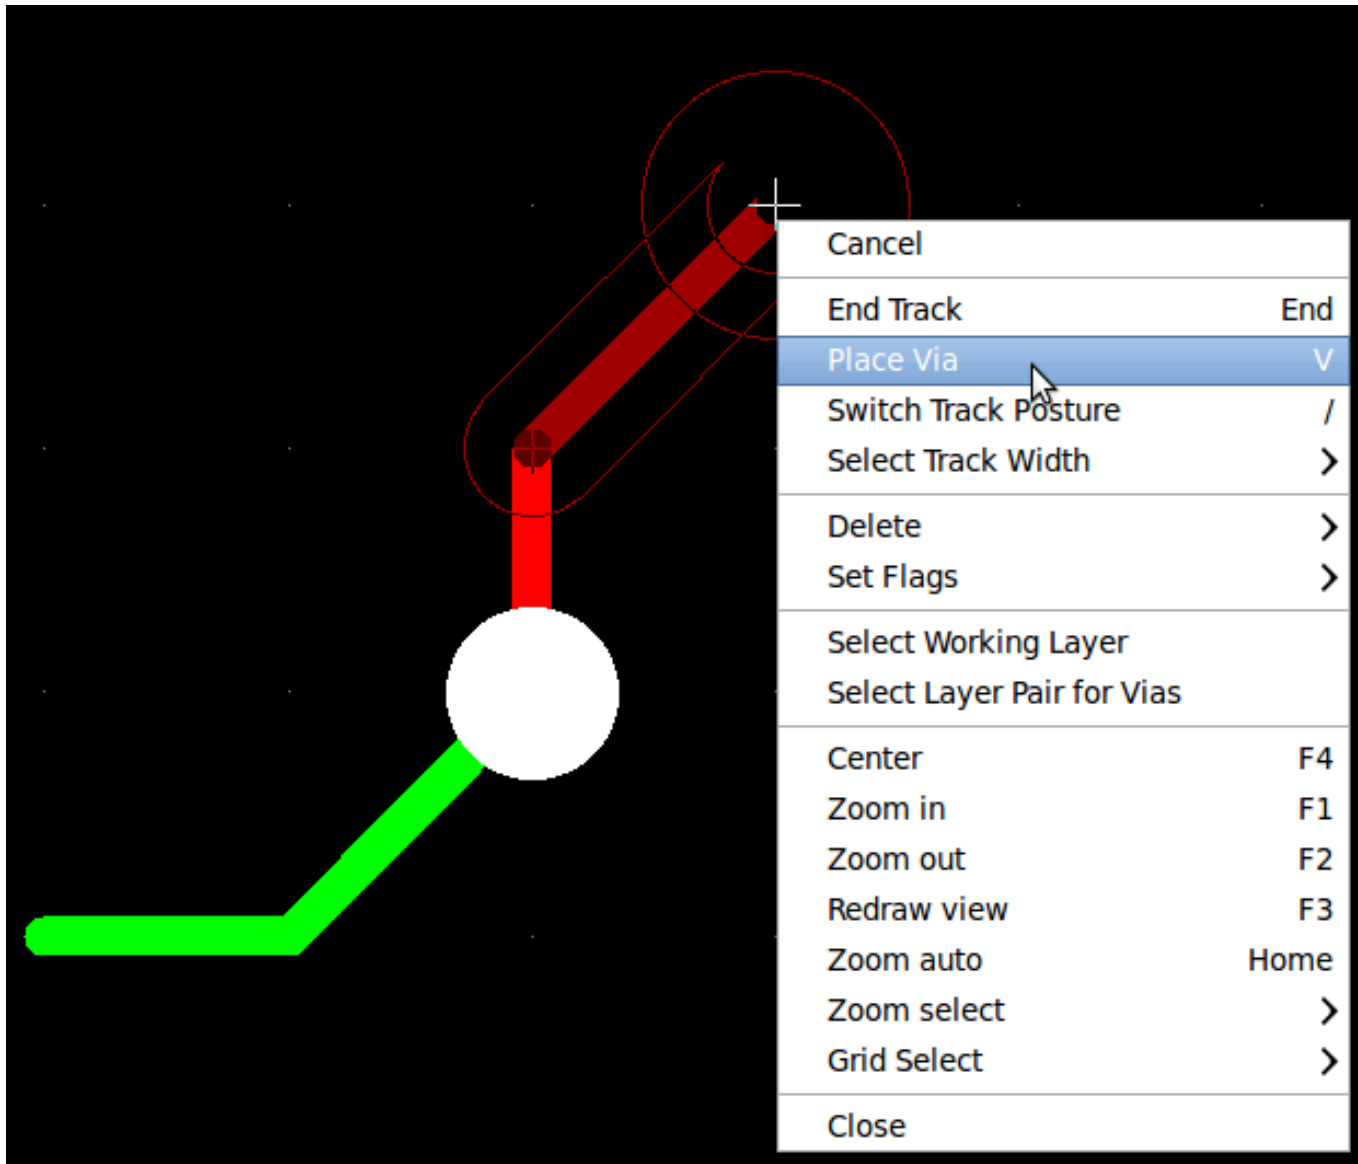 Cancel
End Track End
Place Via V
Switch Track Posture /
Select Track Width
Delete
Set Flags
Select Working Layer
Select Layer Pair for Vias
Center F4
Zoom in F1
Zoom out F2
Redraw view F3
Zoom auto Home
Zoom select
Grid Select
Close